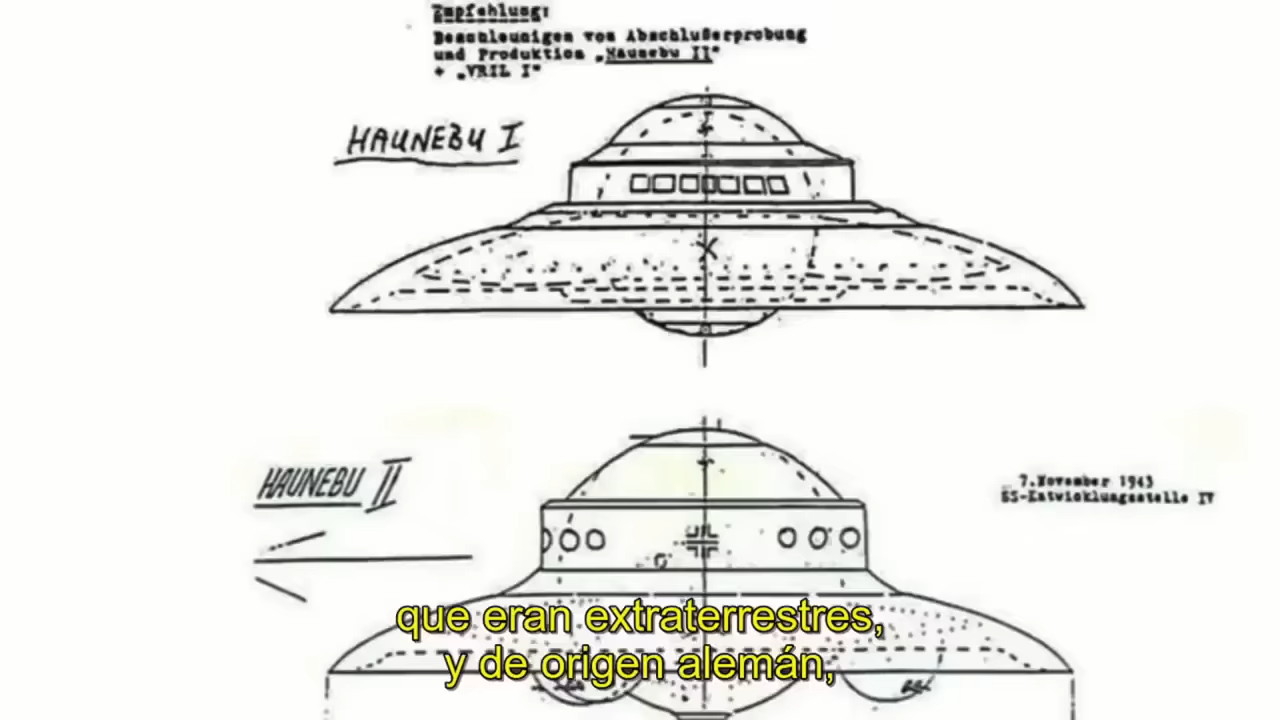 Empfehlung:
Beschleunigen von Abschlußerprobung
und Produktion „Haunebu II"
+ „VRIL I"
HAUNEBU I
HAUNEBU II
7.November 1943
SS-Entwicklungsstelle IV
que eran extraterrestres,
y de origen alemán,